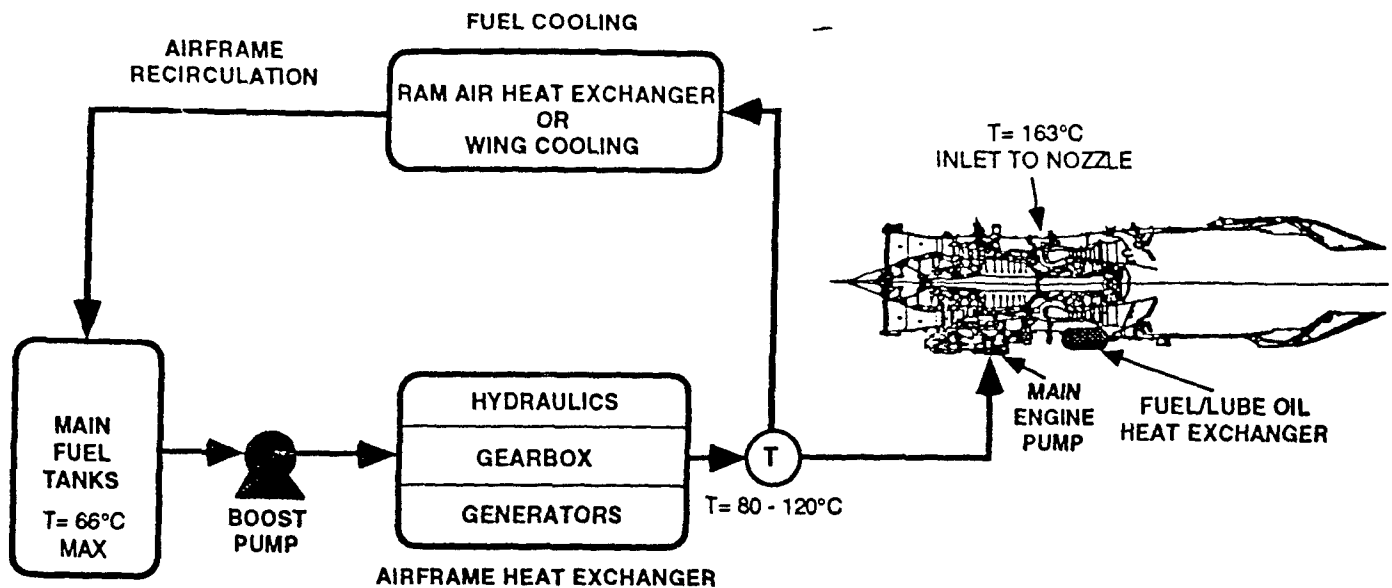 FUEL COOLING
AIRFRAME
RECIRCULATION
RAM AIR HEAT EXCHANGER
OR
WING COOLING
T= 163°C
INLET TO NOZZLE
MAIN
FUEL
TANKS
T= 66°C
MAX
BOOST
PUMP
HYDRAULICS
GEARBOX
GENERATORS
AIRFRAME HEAT EXCHANGER
T
T= 80 - 120°C
MAIN
ENGINE
PUMP
FUEL/LUBE OIL
HEAT EXCHANGER